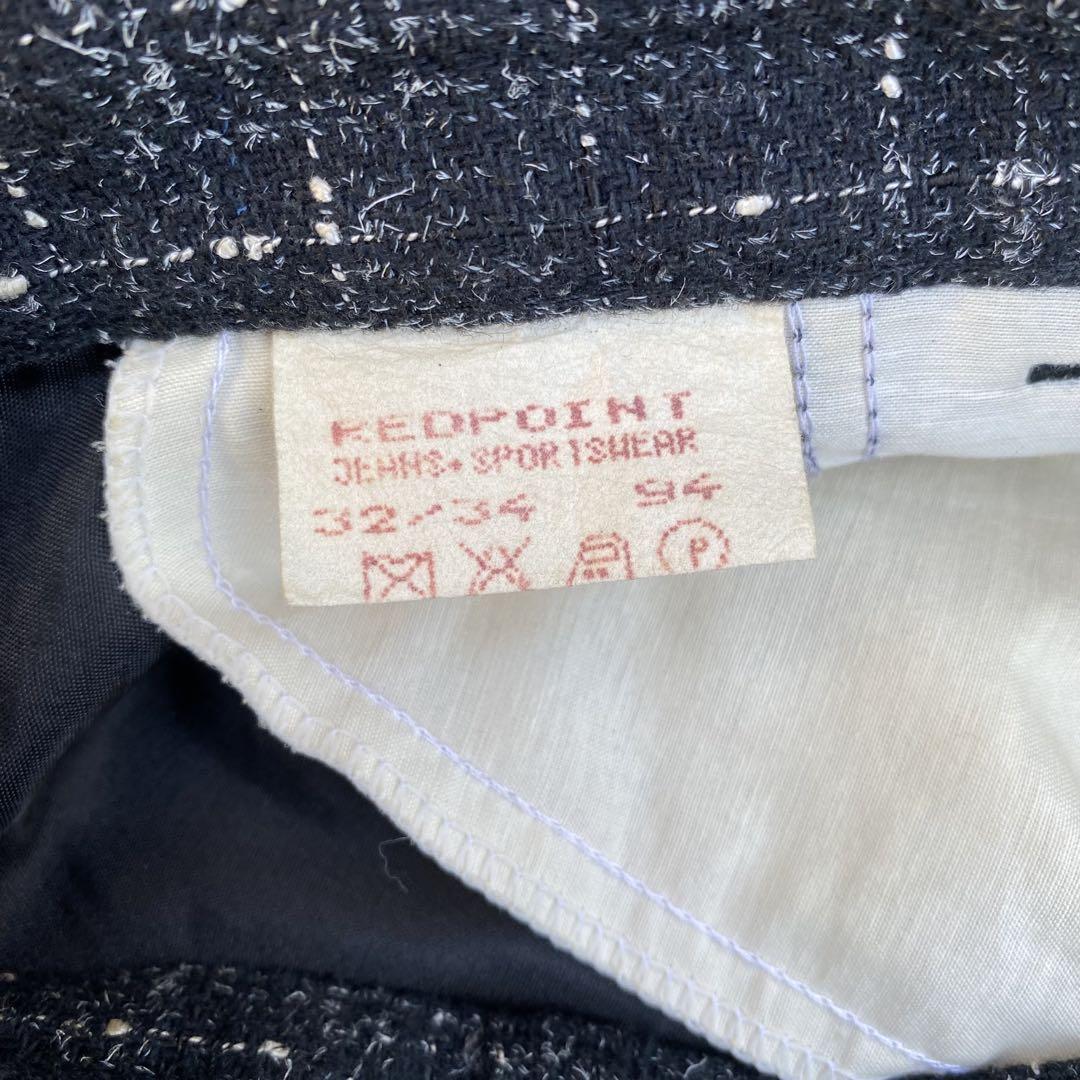 REDPOINT
JEANS+SPORTSWEAR
32/34 94
P